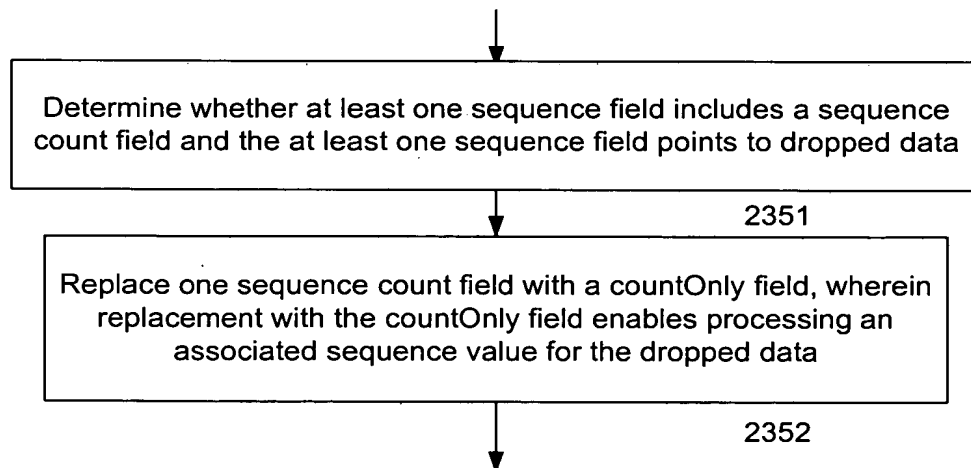 Determine whether at least one sequence field includes a sequence
count field and the at least one sequence field points to dropped data
2351
Replace one sequence count field with a countOnly field, wherein
replacement with the countOnly field enables processing an
associated sequence value for the dropped data
2352